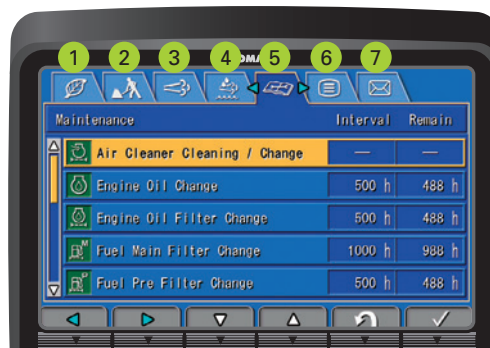 1 2 3 4 5 6 7
OMA
Maintenance Interval Remain
Air Cleaner Cleaning / Change — —
Engine Oil Change 500 h 488 h
Engine Oil Filter Change 500 h 488 h
M Fuel Main Filter Change 1000 h 988 h
P Fuel Pre Filter Change 500 h 488 h